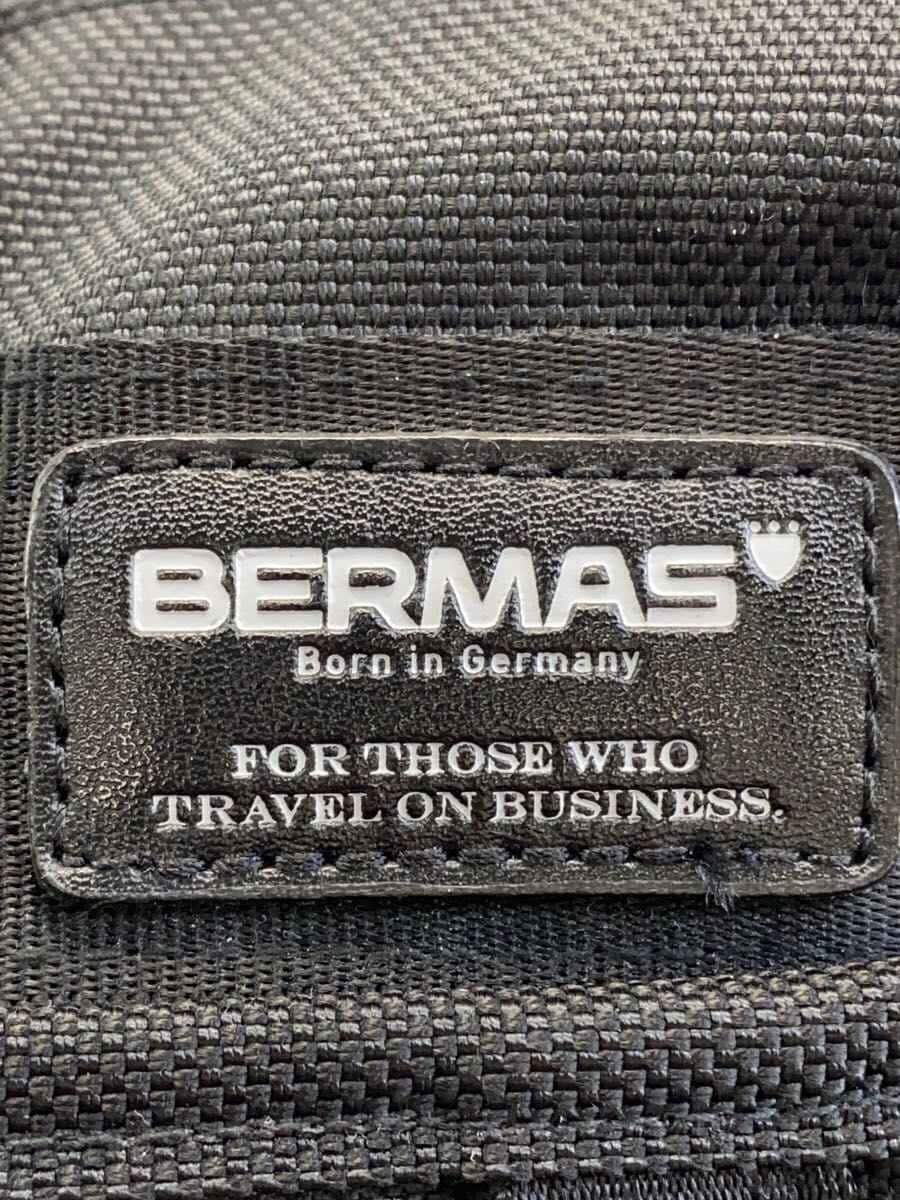 BERMAS
Born in Germany
FOR THOSE WHO
TRAVEL ON BUSINESS.